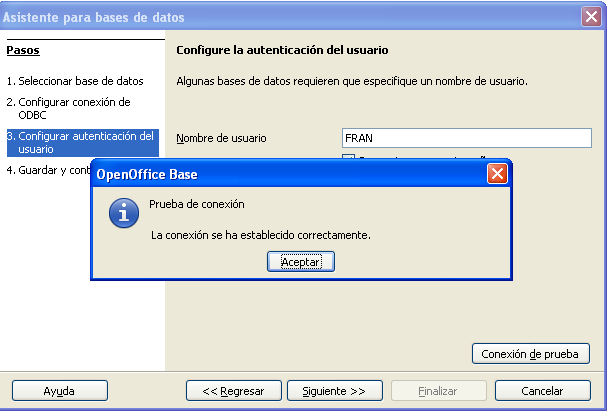 Asistente para bases de datos
Pasos
1. Seleccionar base de datos
2. Configurar conexión de
ODBC
3. Configurar autenticación del
usuario
4. Guardar y
Configure la autenticación del usuario
Algunas bases de datos requieren que especifique un nombre de usuario.
Nombre de usuario
FRAN
OpenOffice Base
Prueba de conexión
La conexión se ha establecido correctamente.
Aceptar
Conexión de prueba
Ayuda
<< Regresar
Siguiente >>
Finalizar
Cancelar